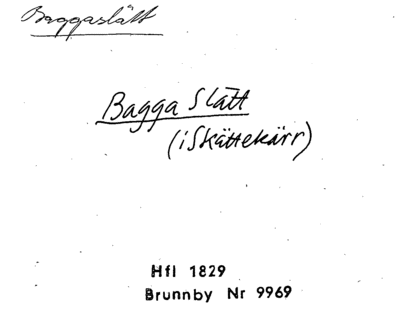 Baggaslätt
Bagga Slätt
(i Skättekärr)
Hfl 1829
Brunnby Nr 9969